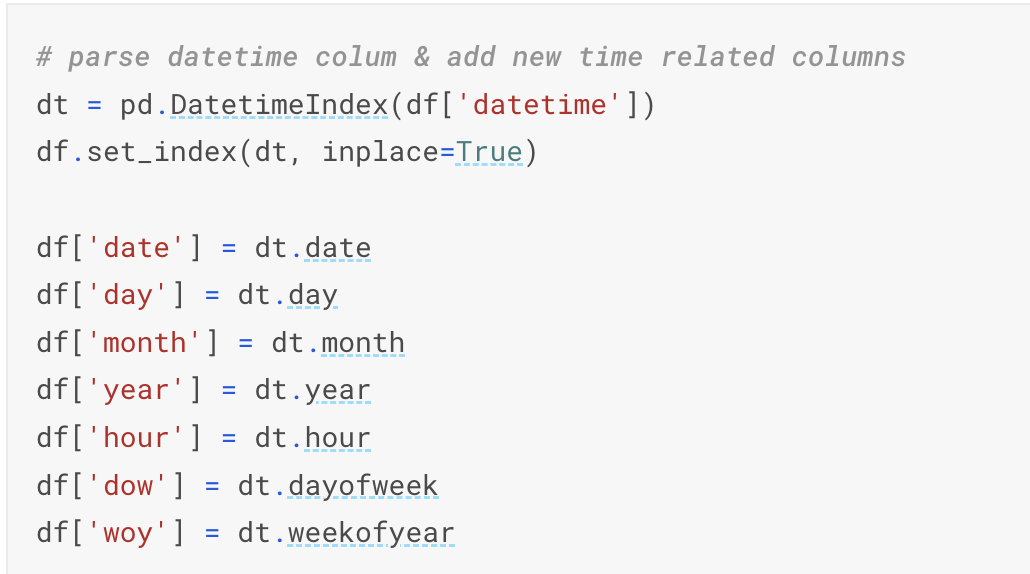 # parse datetime colum & add new time related columns
dt = pd.DatetimeIndex(df['datetime'])
df.set_index(dt, inplace=True)
df['date'] = dt.date
df['day'] = dt.day
df['month'] = dt.month
df['year'] = dt.year
df['hour'] = dt.hour
df['dow'] = dt.dayofweek
df['woy'] = dt.weekofyear